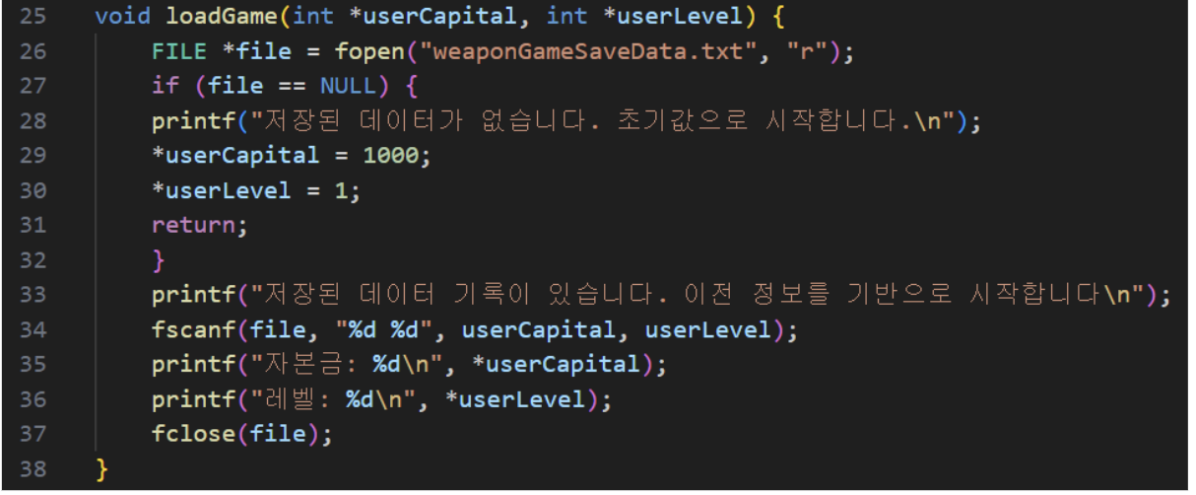 25 void loadGame(int *userCapital, int *userLevel) {
26 FILE *file = fopen("weaponGameSaveData.txt", "r");
27 if (file == NULL) {
28 printf("저장된 데이터가 없습니다. 초기값으로 시작합니다.\n");
29 *userCapital = 1000;
30 *userLevel = 1;
31 return;
32 }
33 printf("저장된 데이터 기록이 있습니다. 이전 정보를 기반으로 시작합니다\n");
34 fscanf(file, "%d %d", userCapital, userLevel);
35 printf("자본금: %d\n", *userCapital);
36 printf("레벨: %d\n", *userLevel);
37 fclose(file);
38 }